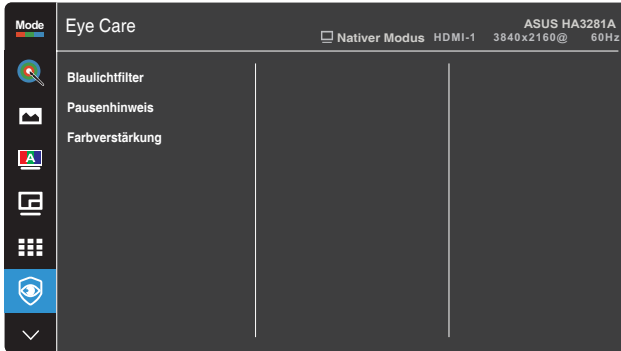 Mode
Eye Care
ASUS HA3281A
Nativer Modus HDMI-1 3840x2160@ 60Hz
A
Blaulichtfilter
Pausenhinweis
Farbverstärkung